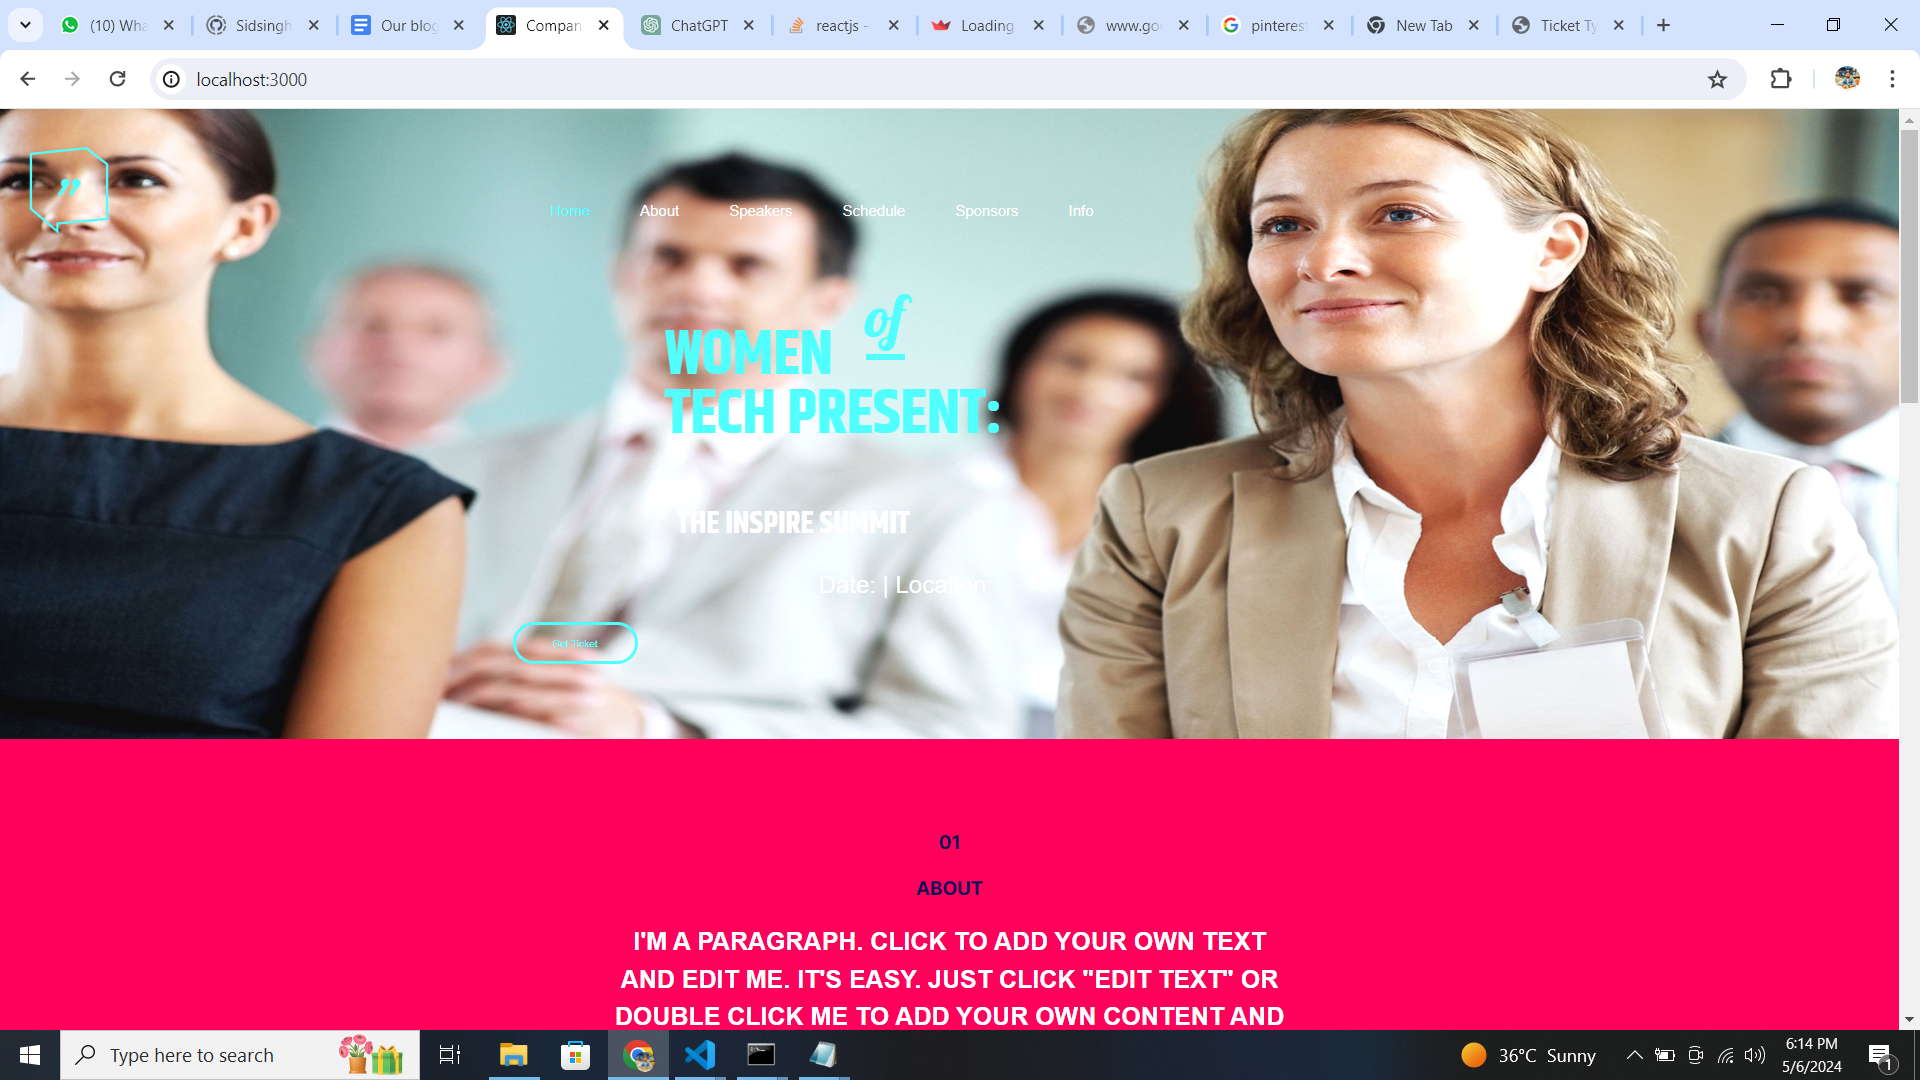 (10) Wha
Sidsingh
Our blog
Compan
ChatGPT
reactjs -
Loading
www.goo
pinterest
New Tab
Ticket Ty
localhost:3000
Home About Speakers Schedule Sponsors Info
WOMEN of
TECH PRESENT:
THE INSPIRE SUMMIT
Date: | Location:
Get Ticket
01
ABOUT
I'M A PARAGRAPH. CLICK TO ADD YOUR OWN TEXT
AND EDIT ME. IT'S EASY. JUST CLICK "EDIT TEXT" OR
DOUBLE CLICK ME TO ADD YOUR OWN CONTENT AND
Type here to search
36°C Sunny
6:14 PM
5/6/2024
1